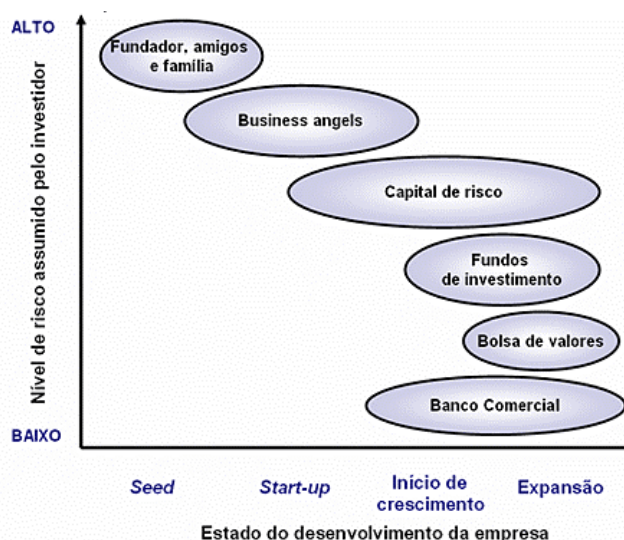 ALTO
Fundador, amigos
e família
Business angels
Capital de risco
Fundos
de investimento
Bolsa de valores
Banco Comercial
BAIXO
Nível de risco assumido pelo investidor
Seed
Start-up
Início de
crescimento
Expansão
Estado do desenvolvimento da empresa